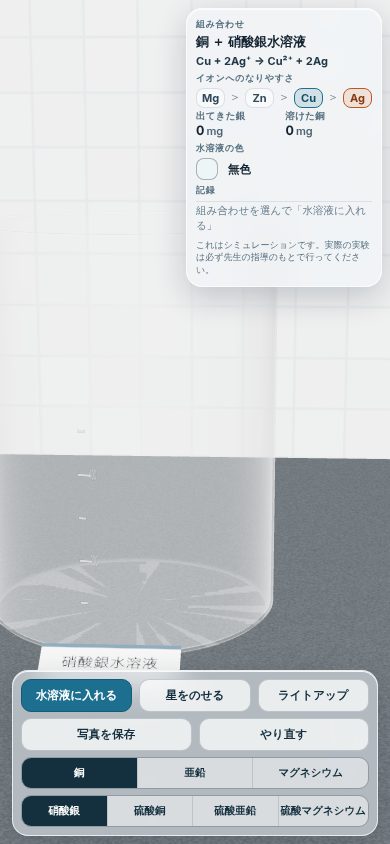 組み合わせ
銅 + 硝酸銀水溶液
Cu + 2Ag⁺ → Cu²⁺ + 2Ag
イオンへのなりやすさ
Mg > Zn > Cu > Ag
出てきた銀 溶けた銅
0 mg 0 mg
水溶液の色
無色
記録
組み合わせを選んで「水溶液に入れ
る」
これはシミュレーションです。実際の実験
は必ず先生の指導のもとで行ってくださ
い。
硝酸銀水溶液
水溶液に入れる 星をのせる ライトアップ
写真を保存 やり直す
銅 亜鉛 マグネシウム
硝酸銀 硫酸銅 硫酸亜鉛 硫酸マグネシウム